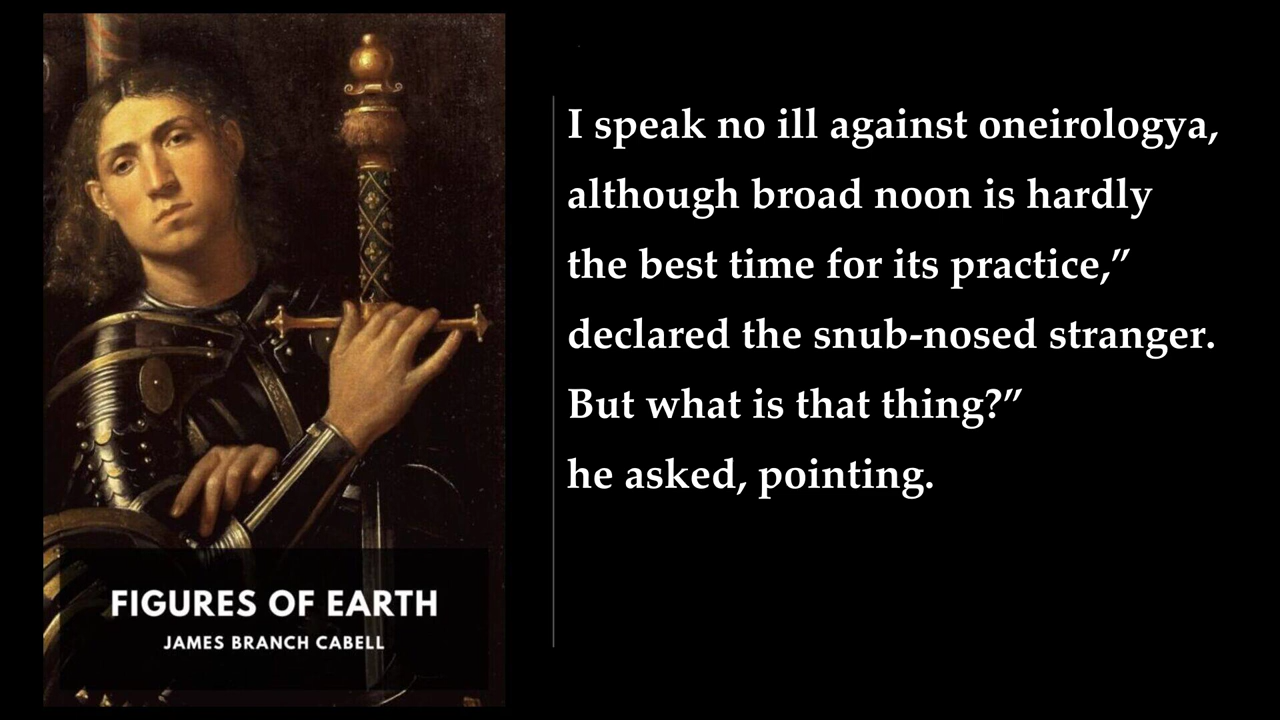 I speak no ill against oneirologya,
although broad noon is hardly
the best time for its practice,”
declared the snub-nosed stranger.
But what is that thing?”
he asked, pointing.
FIGURES OF EARTH
JAMES BRANCH CABELL